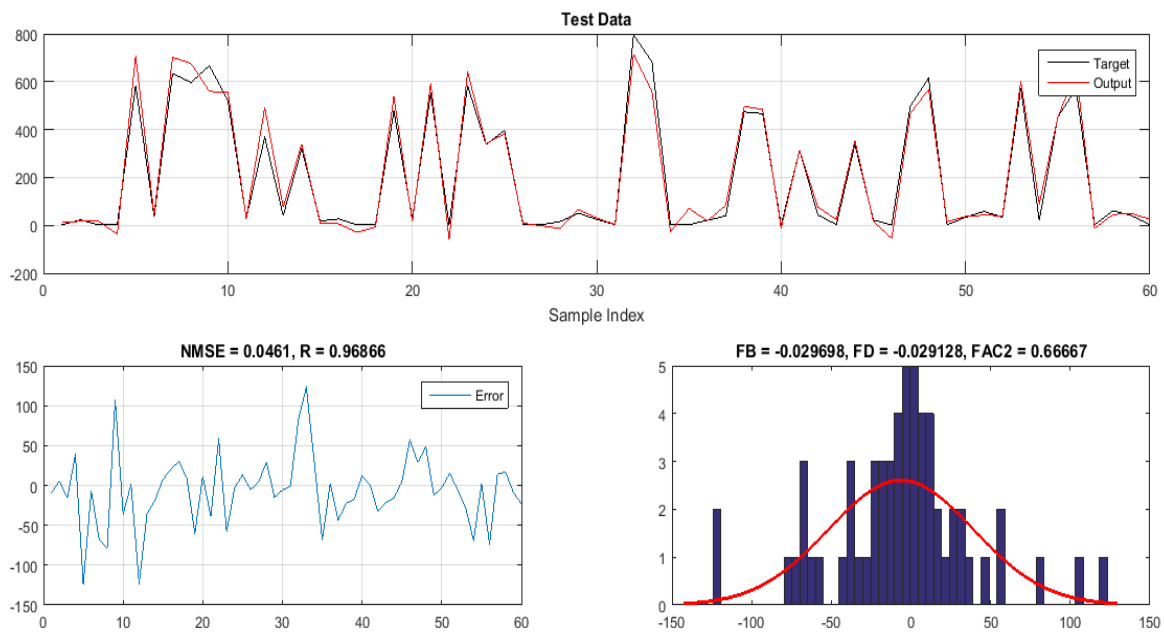 Test Data
800
600
400
200
0
-200
0 10 20 30 40 50 60
Sample Index
Target
Output
NMSE = 0.0461, R = 0.96866
150
100
50
0
-50
-100
-150
0 10 20 30 40 50 60
Error
FB = -0.029698, FD = -0.029128, FAC2 = 0.66667
5
4
3
2
1
0
-150 -100 -50 0 50 100 150